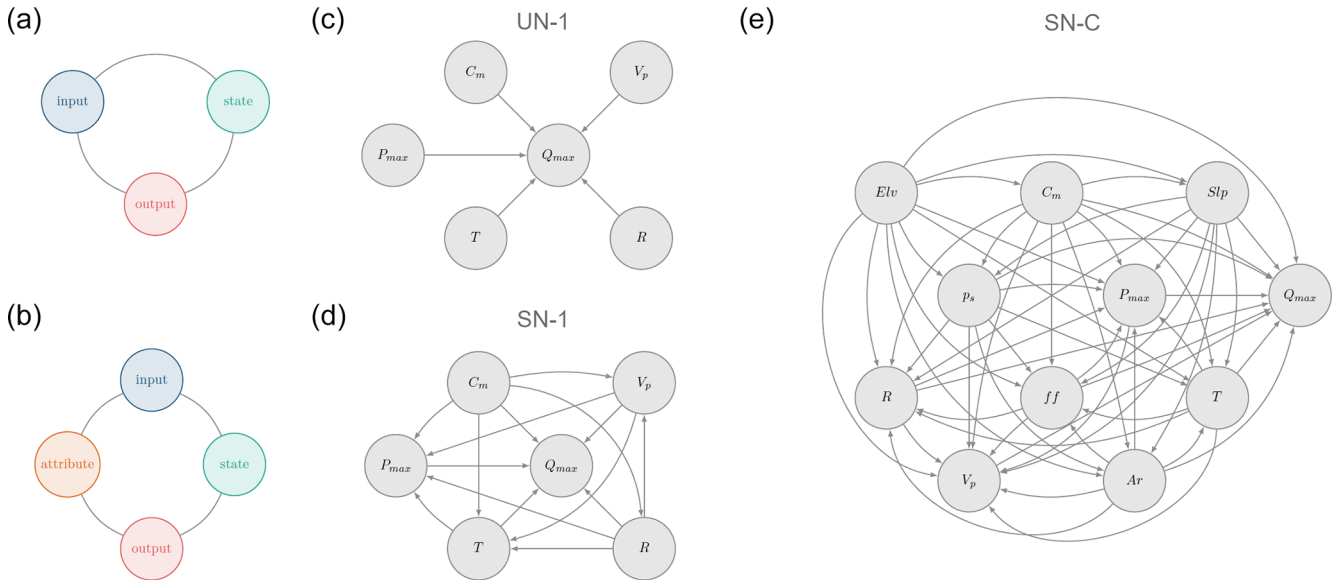 (a)
input
state
output
(b)
input
attribute
state
output
(c)
UN-1
C_m
V_p
P_max
Q_max
T
R
(d)
SN-1
C_m
V_p
P_max
Q_max
T
R
(e)
SN-C
Elv
C_m
Slp
p_s
P_max
Q_max
R
ff
T
V_p
Ar